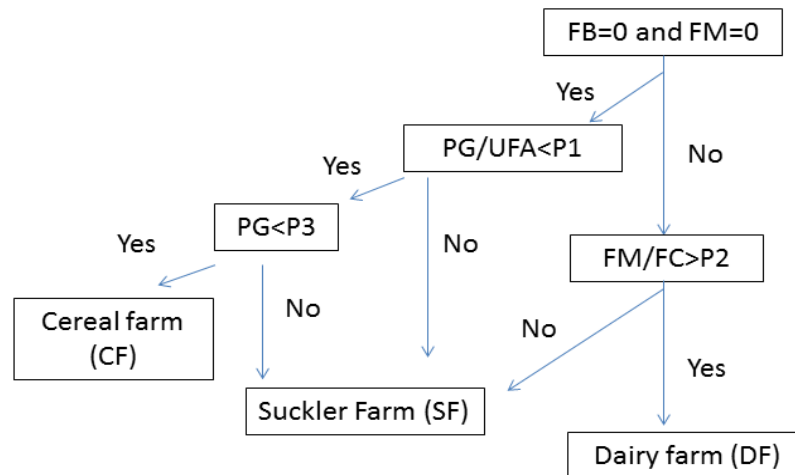 FB=0 and FM=0
Yes
PG/UFA<P1
No
Yes
PG<P3
No
Yes
FM/FC>P2
Cereal farm
(CF)
No
No
Yes
Suckler Farm (SF)
Dairy farm (DF)